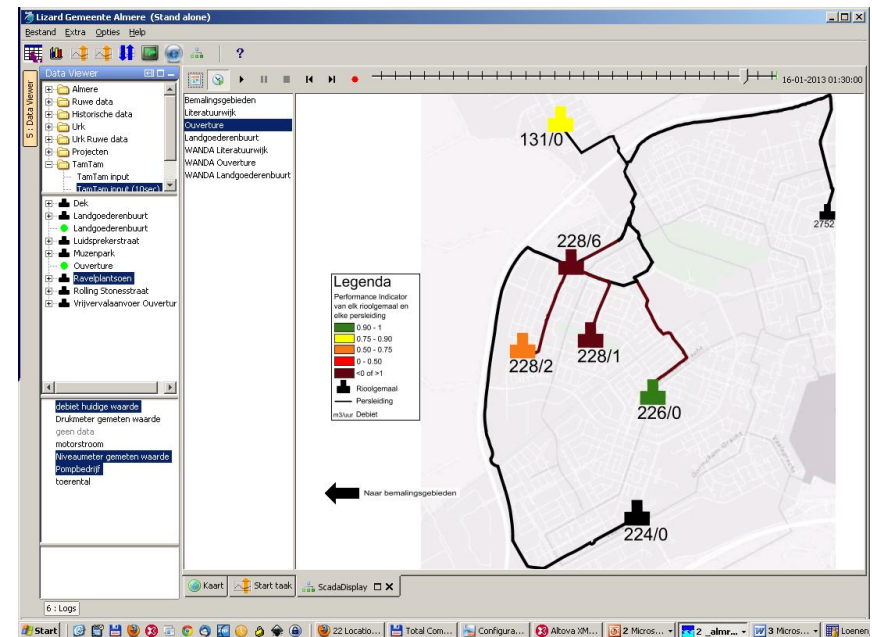 Lizard Gemeente Almere (Stand alone)
Bestand Extra Opties Help
?
5 : Data Viewer
Data Viewer
16-01-2013 01:30:00
Almere
Ruwe data
Historische data
Urk
Urk Ruwe data
Projecten
TamTam
TamTam input
TamTam input (10sec)
Dek
Landgoederenbuurt
Landgoederenbuurt
Luidsprekerstraat
Muzenpark
Ouverture
Ravelplantsoen
Rolling Stonesstraat
Vrijvervalaanvoer Ouvertur
debiet huidige waarde
Drukmeter gemeten waarde
geen data
motorstroom
Niveaumeter gemeten waarde
Pompbedrijf
toerental
Bemalingsgebieden
Literatuurwijk
Ouverture
Landgoederenbuurt
WANDA Literatuurwijk
WANDA Ouverture
WANDA Landgoederenbuurt
131/0
2752
228/6
228/2
228/1
226/0
224/0
Legenda
Performance Indicator
van elk rioolgemaal en
elke persleiding
0.90 - 1
0.75 - 0.90
0.50 - 0.75
0 - 0.50
<0 of >1
Rioolgemaal
Persleiding
m3/uur Debiet
Naar bemalingsgebieden
Kaart
Start taak
ScadaDisplay
6 : Logs
Start
22 Locatio...
Total Com...
Configura...
Altova XM...
2 Micros...
2 _almr...
3 Micros...
Loenen